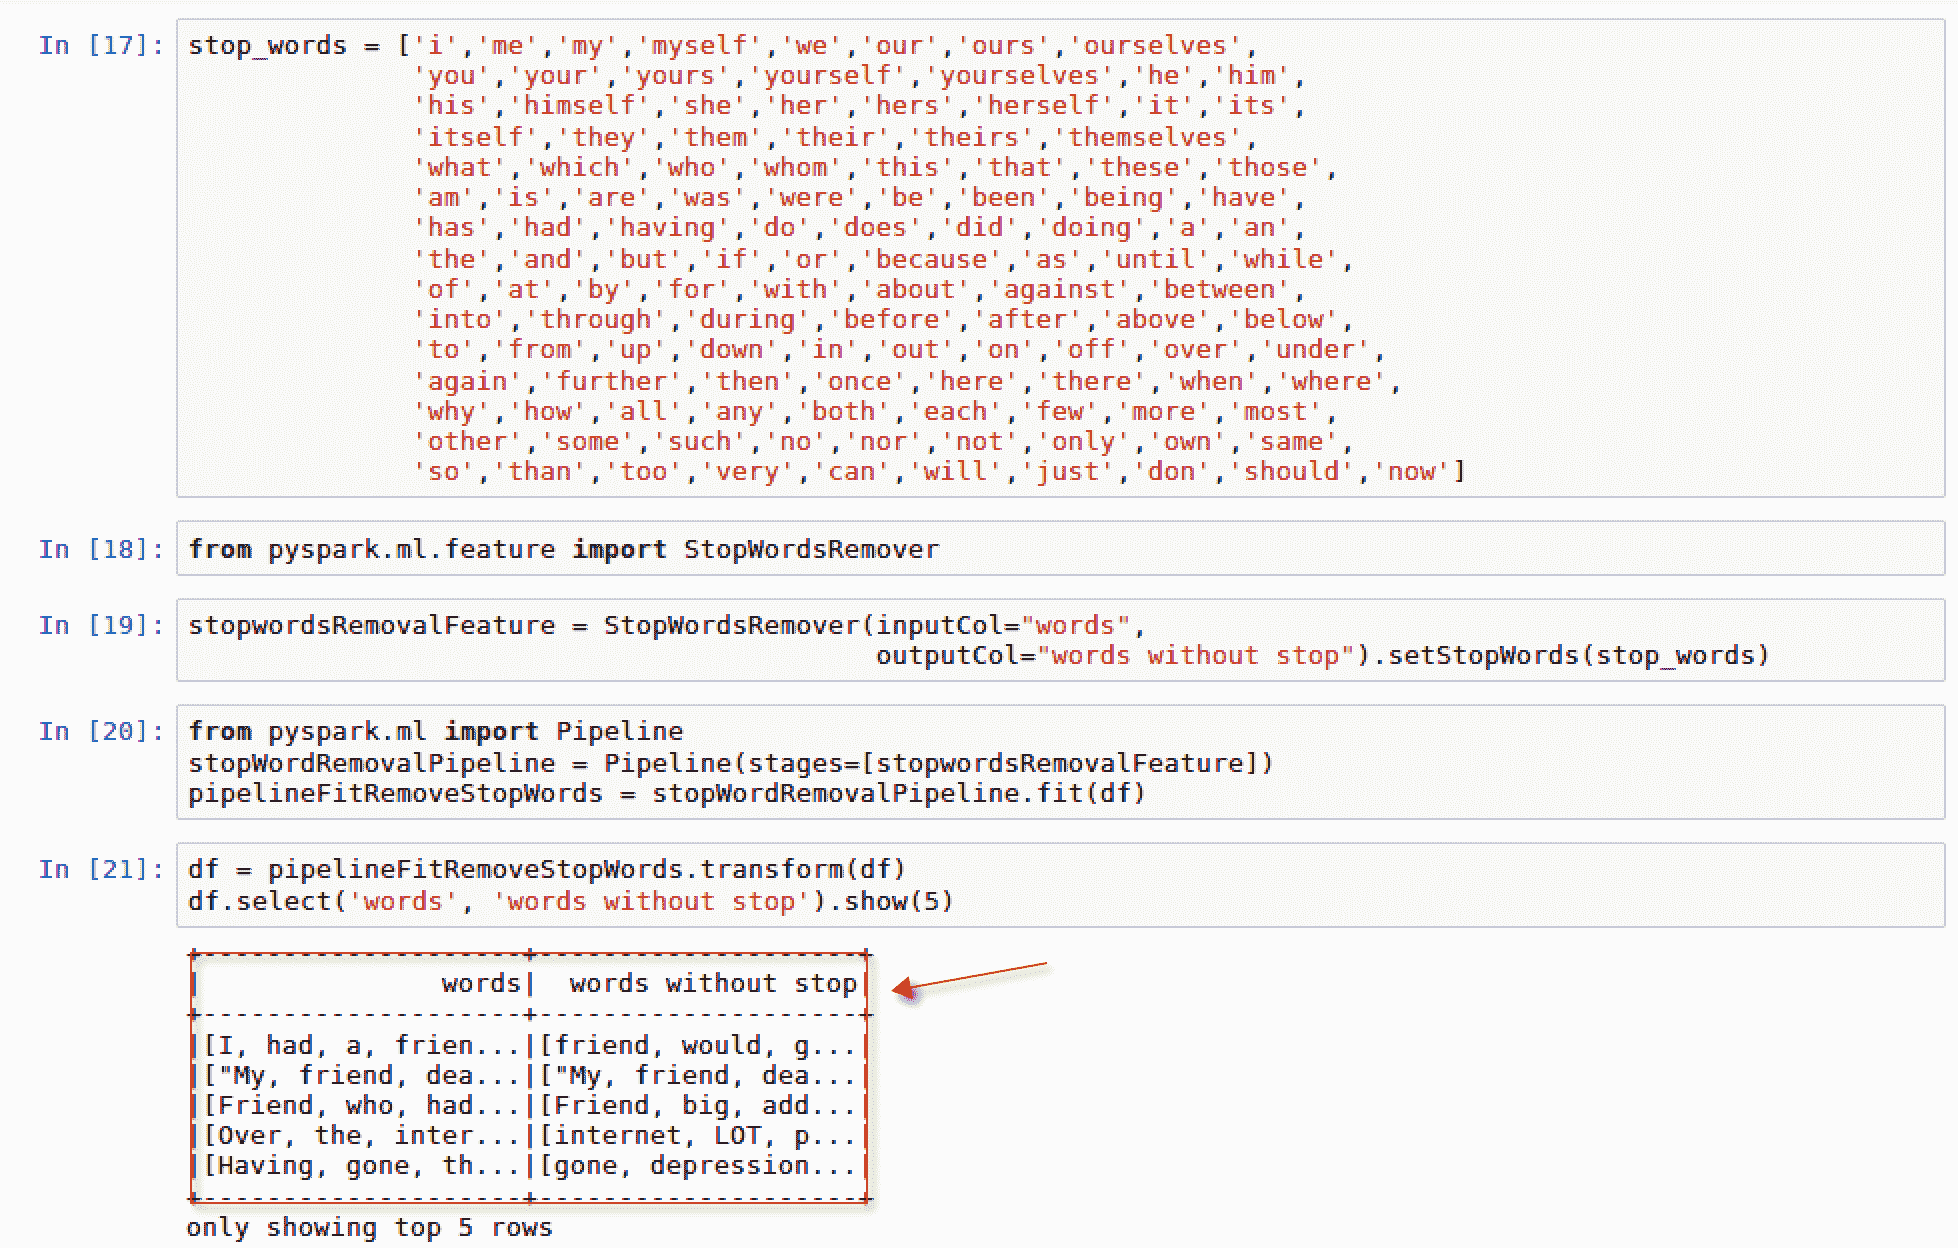 In [17]: stop_words = ['i','me','my','myself','we','our','ours','ourselves',
'you','your','yours','yourself','yourselves','he','him',
'his','himself','she','her','hers','herself','it','its',
'itself','they','them','their','theirs','themselves',
'what','which','who','whom','this','that','these','those',
'am','is','are','was','were','be','been','being','have',
'has','had','having','do','does','did','doing','a','an',
'the','and','but','if','or','because','as','until','while',
'of','at','by','for','with','about','against','between',
'into','through','during','before','after','above','below',
'to','from','up','down','in','out','on','off','over','under',
'again','further','then','once','here','there','when','where',
'why','how','all','any','both','each','few','more','most',
'other','some','such','no','nor','not','only','own','same',
'so','than','too','very','can','will','just','don','should','now']
In [18]: from pyspark.ml.feature import StopWordsRemover
In [19]: stopwordsRemovalFeature = StopWordsRemover(inputCol="words",
outputCol="words without stop").setStopWords(stop_words)
In [20]: from pyspark.ml import Pipeline
stopWordRemovalPipeline = Pipeline(stages=[stopwordsRemovalFeature])
pipelineFitRemoveStopWords = stopWordRemovalPipeline.fit(df)
In [21]: df = pipelineFitRemoveStopWords.transform(df)
df.select('words', 'words without stop').show(5)
+--------------------+--------------------+
|               words|  words without stop|
+--------------------+--------------------+
|[I, had, a, frien...|[friend, would, g...|
|["My, friend, dea...|["My, friend, dea...|
|[Friend, who, had...|[Friend, big, add...|
|[Over, the, inter...|[internet, LOT, p...|
|[Having, gone, th...|[gone, depression...|
+--------------------+--------------------+
only showing top 5 rows